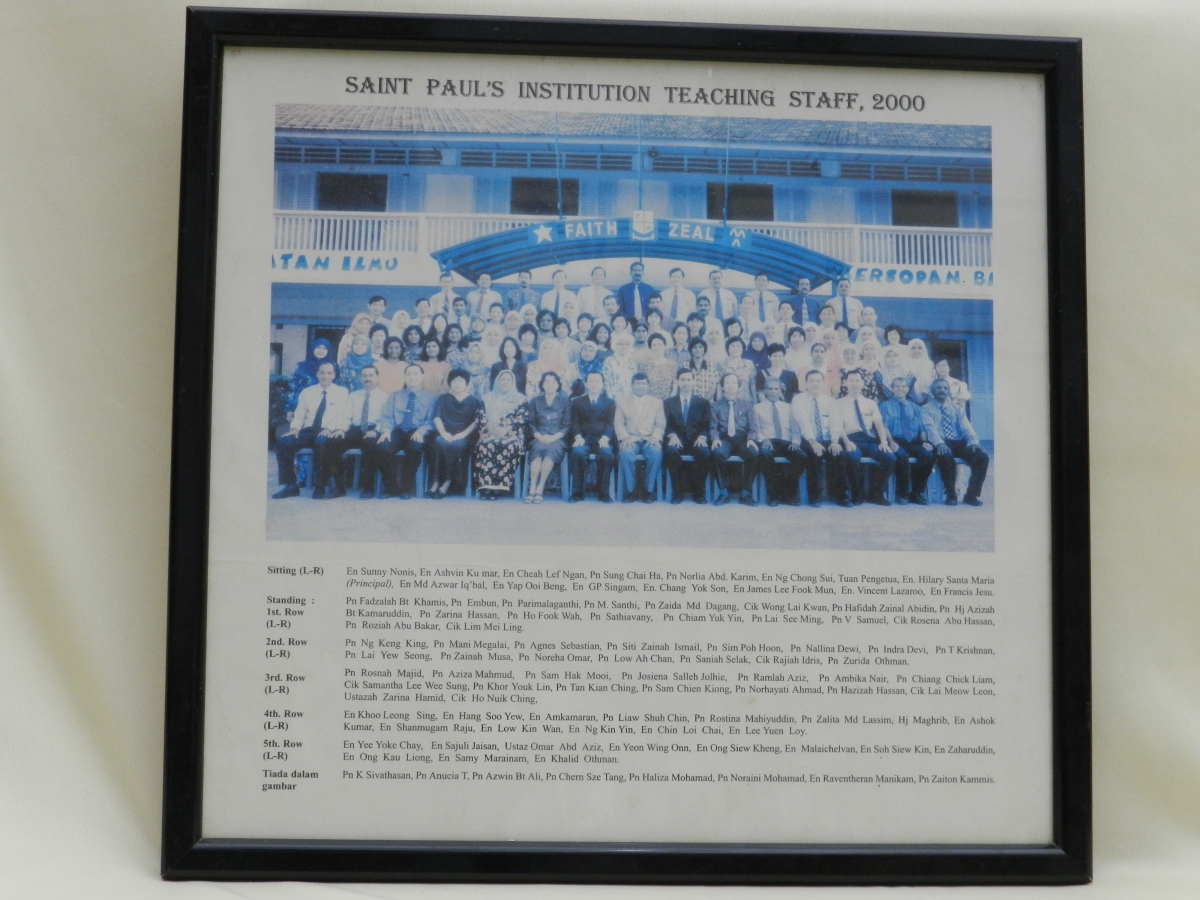 SAINT PAUL'S INSTITUTION TEACHING STAFF, 2000
FAITH ZEAL
ATAN ILMU
BERSOPAN BA
Sitting (L-R) En Sunny Nonis, En Ashvin Ku mar, En Cheah Lef Ngan, Pn Sung Chai Ha, Pn Norlia Abd. Karim, En Ng Chong Sui, Tuan Pengetua, En. Hilary Santa Maria
(Principal), En Md Azwar Iq'bal, En Yap Ooi Beng, En GP Singam, En. Chang Yok Son, En James Lee Fook Mun, En. Vincent Lazaroo, En Francis Jesu.
Standing : Pn Fadzalah Bt Khamis, Pn Embun, Pn Parimalaganthi, Pn M. Santhi, Pn Zaida Md Dagang, Cik Wong Lai Kwan, Pn Hafidah Zainal Abidin, Pn Hj Azizah
1st. Row Bt Kamaruddin, Pn Zarina Hassan, Pn Ho Fook Wah, Pn Sathiavany, Pn Chiam Yuk Yin, Pn Lai See Ming, Pn V Samuel, Cik Rosena Abu Hassan,
(L-R) Pn Roziah Abu Bakar, Cik Lim Mei Ling.
2nd. Row Pn Ng Keng King, Pn Mani Megalai, Pn Agnes Sebastian, Pn Siti Zainah Ismail, Pn Sim Poh Hoon, Pn Nallina Dewi, Pn Indra Devi, Pn T Krishnan,
(L-R) Pn Lai Yew Seong, Pn Zainah Musa, Pn Noreha Omar, Pn Low Ah Chan, Pn Saniah Selak, Cik Rajiah Idris, Pn Zurida Othman.
3rd. Row Pn Rosnah Majid, Pn Aziza Mahmud, Pn Sam Hak Mooi, Pn Josiena Salleh Jolhie, Pn Ramlah Aziz, Pn Ambika Nair, Pn Chiang Chick Liam,
(L-R) Cik Samantha Lee Wee Sung, Pn Khor Youk Lin, Pn Tan Kian Ching, Pn Sam Chien Kiong, Pn Norhayati Ahmad, Pn Hazizah Hassan, Cik Lai Meow Leon,
Ustazah Zarina Hamid, Cik Ho Nuik Ching,
4th. Row En Khoo Leong Sing, En Hang Soo Yew, En Amkamaran, Pn Liaw Shuh Chin, Pn Rostina Mahiyuddin, Pn Zalita Md Lassim, Hj Maghrib, En Ashok
(L-R) Kumar, En Shanmugam Raju, En Low Kin Wan, En Ng Kin Yin, En Chin Loi Chai, En Lee Yuen Loy.
5th. Row En Yee Yoke Chay, En Sajuli Jaisan, Ustaz Omar Abd Aziz, En Yeon Wing Onn, En Ong Siew Kheng, En Malaichelvan, En Soh Siew Kin, En Zaharuddin,
(L-R) En Ong Kau Liong, En Samy Marainam, En Khalid Othman.
Tiada dalam Pn K Sivathasan, Pn Anucia T, Pn Azwin Bt Ali, Pn Chern Sze Tang, Pn Haliza Mohamad, Pn Noraini Mohamad, En Raventheran Manikam, Pn Zaiton Kammis.
gambar